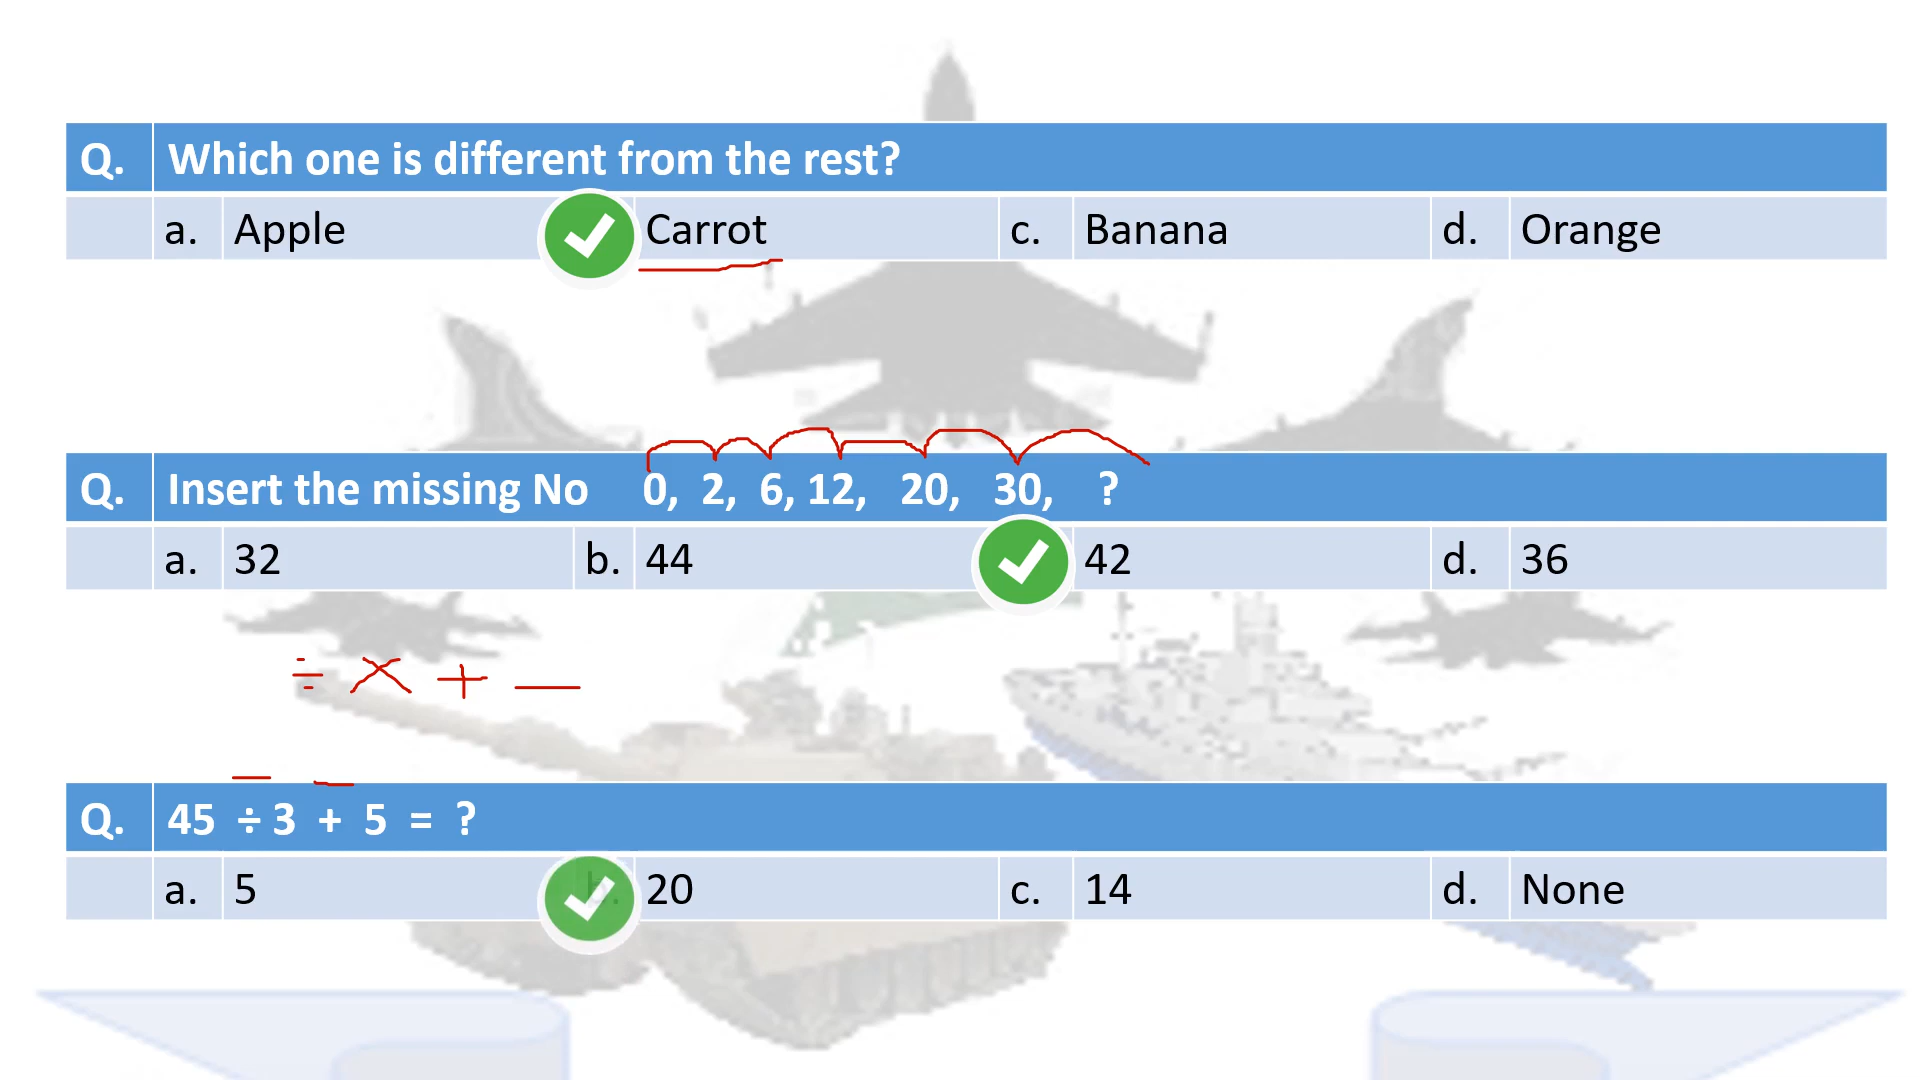 Q. Which one is different from the rest?
a. Apple Carrot c. Banana d. Orange
Q. Insert the missing No 0, 2, 6, 12, 20, 30, ?
a. 32 b. 44 42 d. 36
÷ × + −
Q. 45 ÷ 3 + 5 = ?
a. 5 b. 20 c. 14 d. None